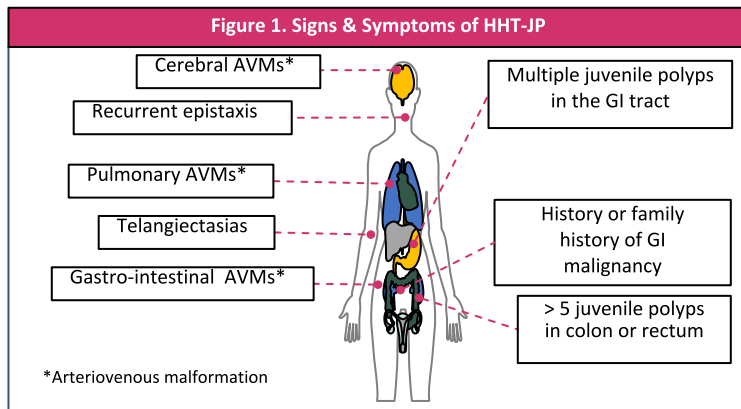 Figure 1. Signs & Symptoms of HHT-JP
Cerebral AVMs*
Recurrent epistaxis
Pulmonary AVMs*
Telangiectasias
Gastro-intestinal AVMs*
Multiple juvenile polyps
in the GI tract
History or family
history of GI
malignancy
> 5 juvenile polyps
in colon or rectum
*Arteriovenous malformation